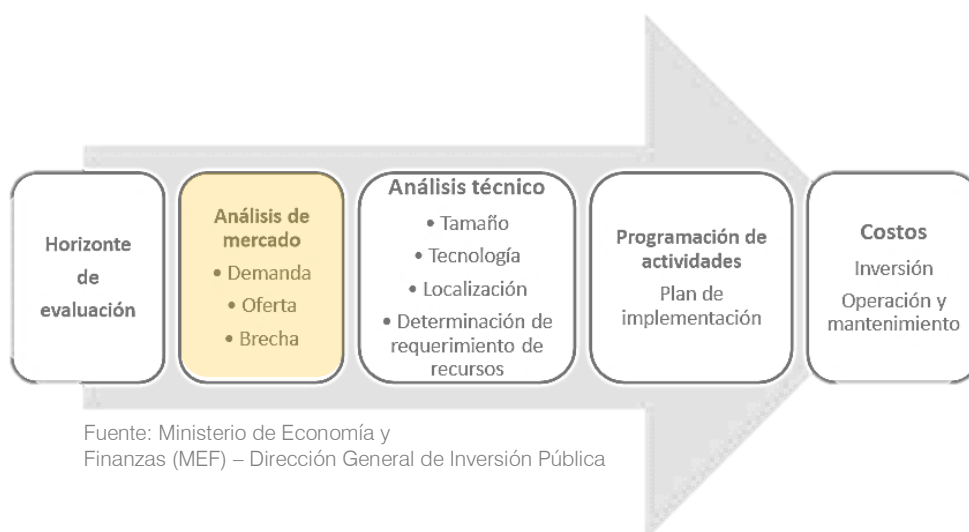 Horizonte
de
evaluación
Análisis de
mercado
• Demanda
• Oferta
• Brecha
Análisis técnico
• Tamaño
• Tecnología
• Localización
• Determinación de
requerimiento de
recursos
Programación de
actividades
Plan de
implementación
Costos
Inversión
Operación y
mantenimiento
Fuente: Ministerio de Economía y
Finanzas (MEF) – Dirección General de Inversión Pública